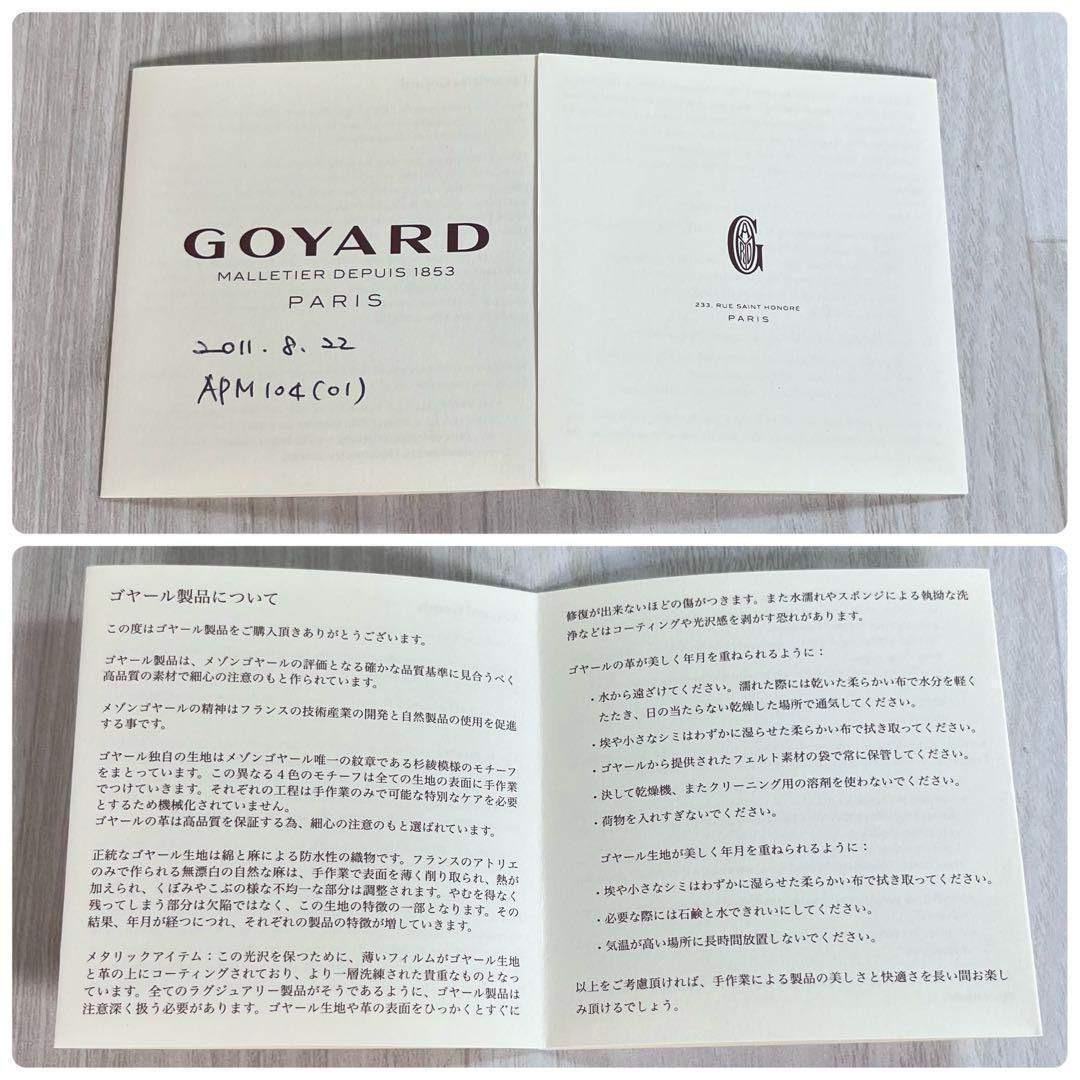 GOYARD
MALLETIER DEPUIS 1853
PARIS
2011.8.22
APM104(01)
233, RUE SAINT HONORÉ
PARIS
ゴヤール製品について
この度はゴヤール製品をご購入頂きありがとうございます。
ゴヤール製品は、メゾンゴヤールの評価となる確かな品質基準に見合うべく
高品質の素材で細心の注意のもと作られています。
メゾンゴヤールの精神はフランスの技術産業の開発と自然製品の使用を促進
する事です。
ゴヤール独自の生地はメゾンゴヤール唯一の紋章である杉綾模様のモチーフ
をまとっています。この異なる4色のモチーフは全ての生地の表面に手作業
でつけていきます。それぞれの工程は手作業のみで可能な特別なケアを必要
とするため機械化されていません。
ゴヤールの革は高品質を保証する為、細心の注意のもと選ばれています。
正統なゴヤール生地は綿と麻による防水性の織物です。フランスのアトリエ
のみで作られる無漂白の自然な麻は、手作業で表面を薄く削り取られ、熱が
加えられ、くぼみやこぶの様な不均一な部分は調整されます。やむを得なく
残ってしまう部分は欠陥ではなく、この生地の特徴の一部となります。その
結果、年月が経つにつれ、それぞれの製品の特徴が増していきます。
メタリックアイテム：この光沢を保つために、薄いフィルムがゴヤール生地
と革の上にコーティングされており、より一層洗練された貴重なものとなっ
ています。全てのラグジュアリー製品がそうであるように、ゴヤール製品は
注意深く扱う必要があります。ゴヤール生地や革の表面をひっかくとすぐに
修復が出来ないほどの傷がつきます。また水濡れやスポンジによる執拗な洗
浄などはコーティングや光沢感を剥がす恐れがあります。
ゴヤールの革が美しく年月を重ねられるように：
・水から遠ざけてください。濡れた際には乾いた柔らかい布で水分を軽く
たたき、日の当たらない乾燥した場所で通気してください。
・埃や小さなシミはわずかに湿らせた柔らかい布で拭き取ってください。
・ゴヤールから提供されたフェルト素材の袋で常に保管してください。
・決して乾燥機、またクリーニング用の溶剤を使わないでください。
・荷物を入れすぎないでください。
ゴヤール生地が美しく年月を重ねられるように：
・埃や小さなシミはわずかに湿らせた柔らかい布で拭き取ってください。
・必要な際には石鹸と水できれいにしてください。
・気温が高い場所に長時間放置しないでください。
以上をご考慮頂ければ、手作業による製品の美しさと快適さを長い間お楽し
み頂けるでしょう。